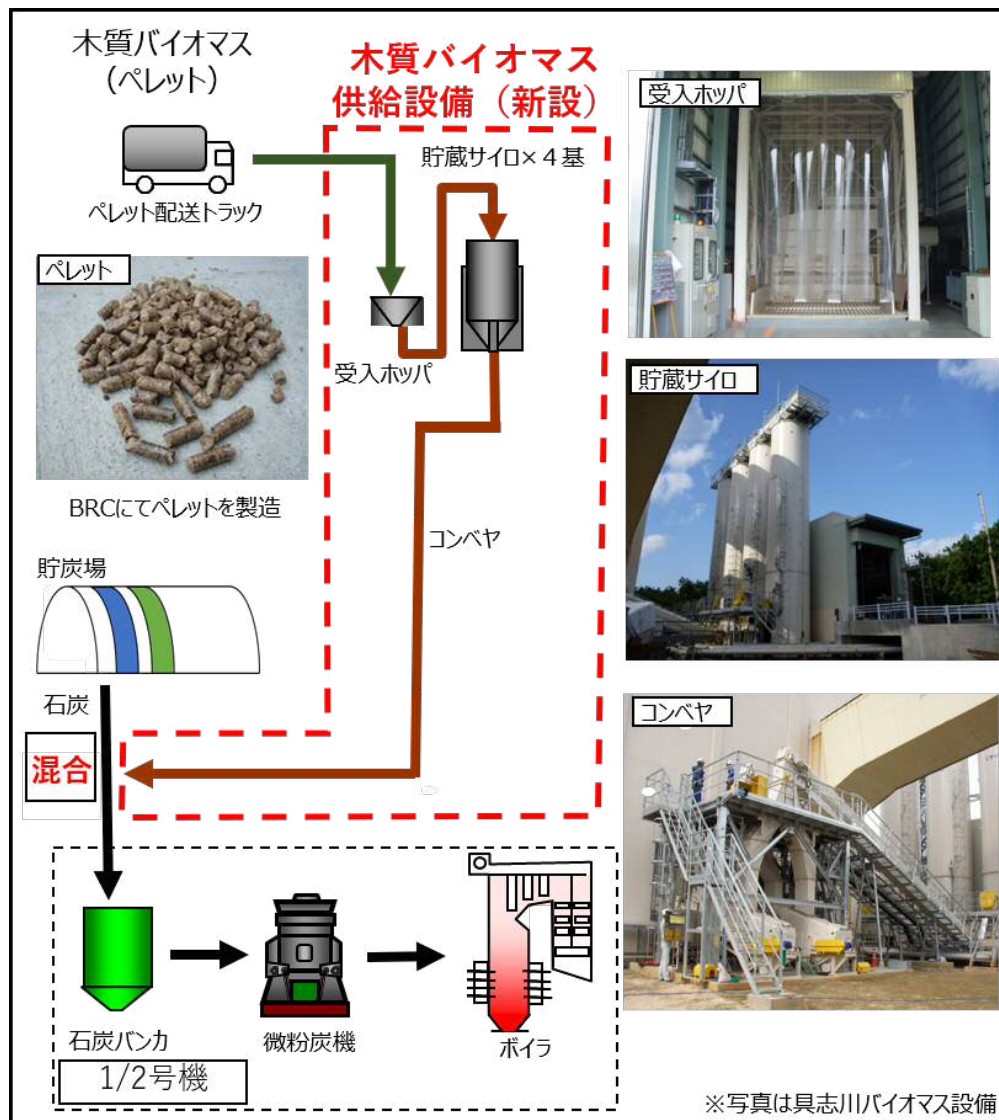 木質バイオマス
（ペレット）
木質バイオマス
供給設備（新設）
受入ホッパ
貯蔵サイロ×４基
ペレット配送トラック
ペレット
受入ホッパ
貯蔵サイロ
BRCにてペレットを製造
コンベヤ
貯炭場
石炭
コンベヤ
混合
石炭バンカ
微粉炭機
ボイラ
1/2号機
※写真は具志川バイオマス設備